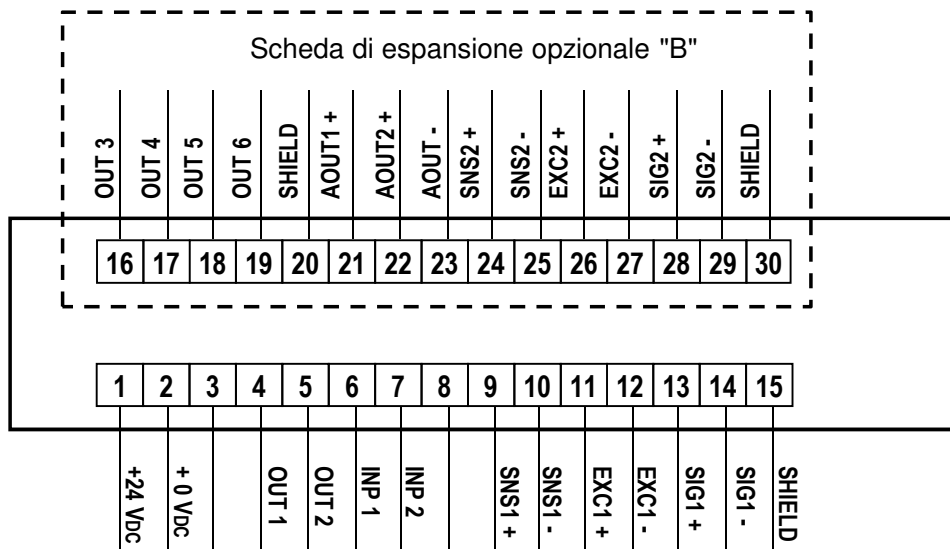 Scheda di espansione opzionale "B"
OUT 3
OUT 4
OUT 5
OUT 6
SHIELD
AOUT1 +
AOUT2 +
AOUT -
SNS2 +
SNS2 -
EXC2 +
EXC2 -
SIG2 +
SIG2 -
SHIELD
16 17 18 19 20 21 22 23 24 25 26 27 28 29 30
1 2 3 4 5 6 7 8 9 10 11 12 13 14 15
+24 VDC
+ 0 VDC
OUT 1
OUT 2
INP 1
INP 2
SNS1 +
SNS1 -
EXC1 +
EXC1 -
SIG1 +
SIG1 -
SHIELD